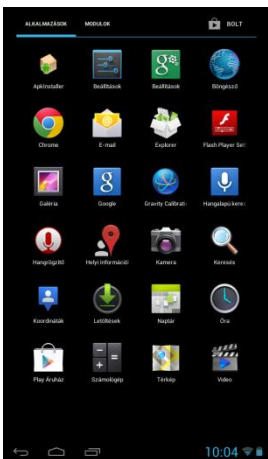 ALKALMAZÁSOK MODULOK BOLT
ApkInstaller Beállítások Beállítások Böngésző
Chrome E-mail Explorer Flash Player Set
Galéria Google Gravity Calibrati Hangalapú kere
Hangrögzítő Helyi információ Kamera Keresés
Koordináták Letöltések Naptár Óra
Play Áruház Számológép Térkép Video
10:04